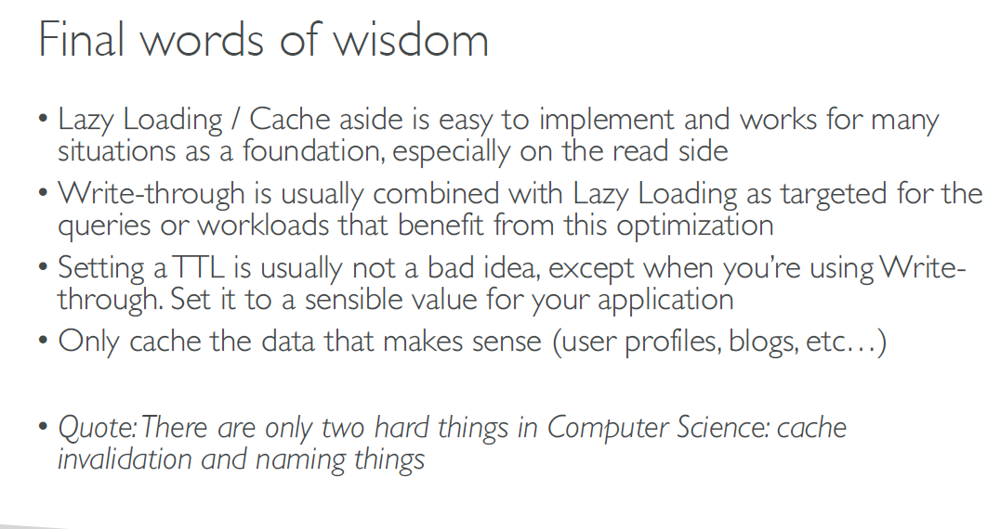 Final words of wisdom
• Lazy Loading / Cache aside is easy to implement and works for many
situations as a foundation, especially on the read side
• Write-through is usually combined with Lazy Loading as targeted for the
queries or workloads that benefit from this optimization
• Setting a TTL is usually not a bad idea, except when you’re using Write-
through. Set it to a sensible value for your application
• Only cache the data that makes sense (user profiles, blogs, etc…)
• Quote: There are only two hard things in Computer Science: cache
invalidation and naming things